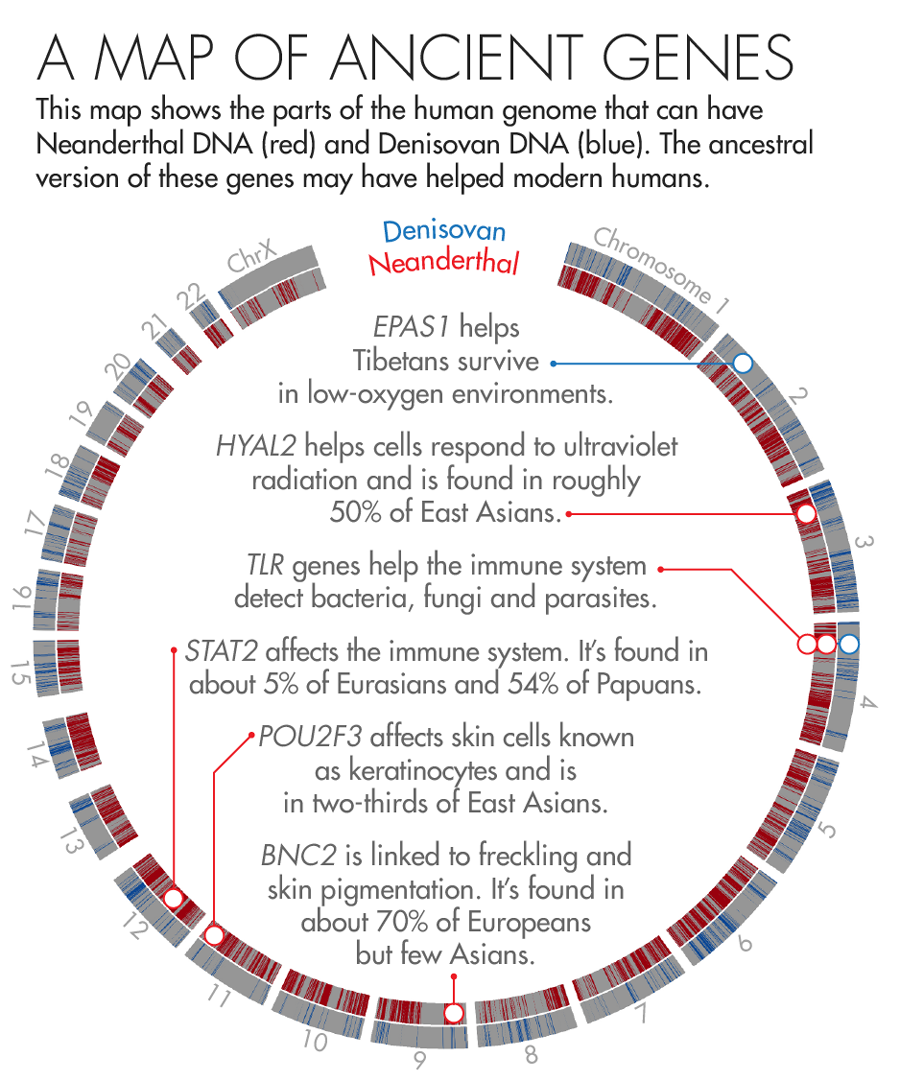 A MAP OF ANCIENT GENES
This map shows the parts of the human genome that can have
Neanderthal DNA (red) and Denisovan DNA (blue). The ancestral
version of these genes may have helped modern humans.
Denisovan
Neanderthal
Chromosome 1
2
3
4
5
6
7
8
9
10
11
12
13
14
15
16
17
18
19
20
21
22
ChrX
EPAS1 helps
Tibetans survive
in low-oxygen environments.
HYAL2 helps cells respond to ultraviolet
radiation and is found in roughly
50% of East Asians.
TLR genes help the immune system
detect bacteria, fungi and parasites.
STAT2 affects the immune system. It’s found in
about 5% of Eurasians and 54% of Papuans.
POU2F3 affects skin cells known
as keratinocytes and is
in two-thirds of East Asians.
BNC2 is linked to freckling and
skin pigmentation. It’s found in
about 70% of Europeans
but few Asians.